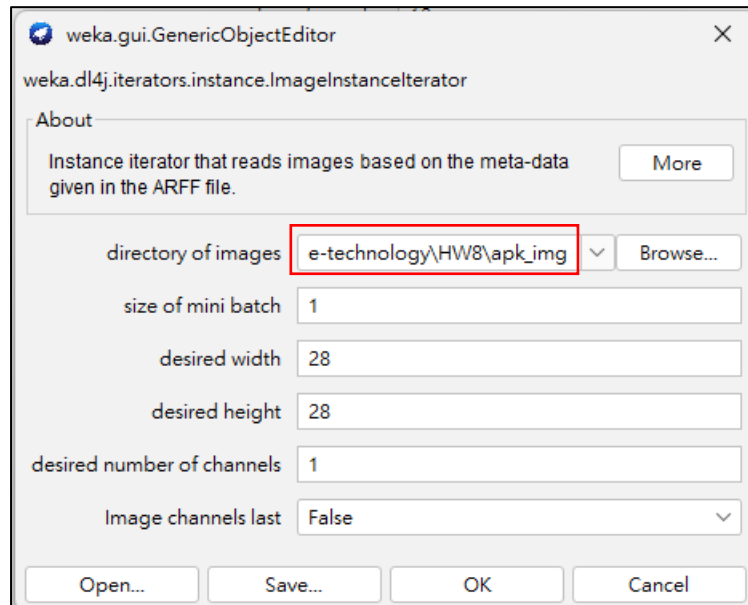 weka.gui.GenericObjectEditor
weka.dl4j.iterators.instance.ImageInstanceIterator
About
Instance iterator that reads images based on the meta-data
given in the ARFF file.
More
directory of images e-technology\HW8\apk_img Browse...
size of mini batch 1
desired width 28
desired height 28
desired number of channels 1
Image channels last False
Open... Save... OK Cancel